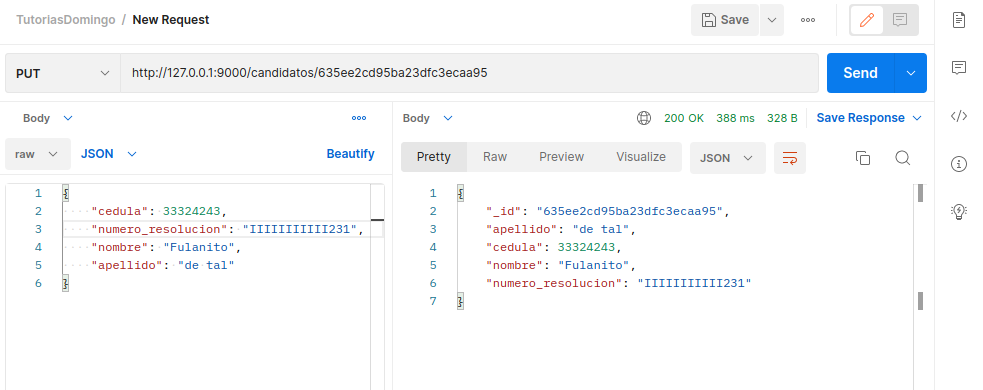 TutoriasDomingo / New Request
Save
PUT
http://127.0.0.1:9000/candidatos/635ee2cd95ba23dfc3ecaa95
Send
Body
raw
JSON
Beautify
1 {
2 "cedula": 33324243,
3 "numero_resolucion": "IIIIIIIIIII231",
4 "nombre": "Fulanito",
5 "apellido": "de tal"
6 }
Body
200 OK 388 ms 328 B
Save Response
Pretty
Raw
Preview
Visualize
JSON
1 {
2 "_id": "635ee2cd95ba23dfc3ecaa95",
3 "apellido": "de tal",
4 "cedula": 33324243,
5 "nombre": "Fulanito",
6 "numero_resolucion": "IIIIIIIIIII231"
7 }